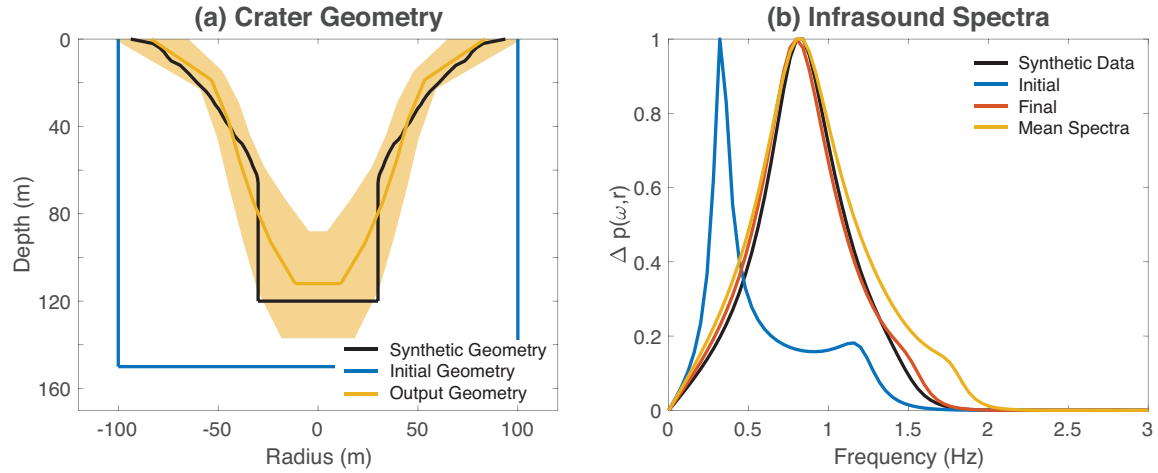 (a) Crater Geometry
0
40
80
120
160
Depth (m)
-100 -50 0 50 100
Radius (m)
Synthetic Geometry
Initial Geometry
Output Geometry
(b) Infrasound Spectra
1
0.8
0.6
0.4
0.2
0
Δ p(ω,r)
0 0.5 1 1.5 2 2.5 3
Frequency (Hz)
Synthetic Data
Initial
Final
Mean Spectra